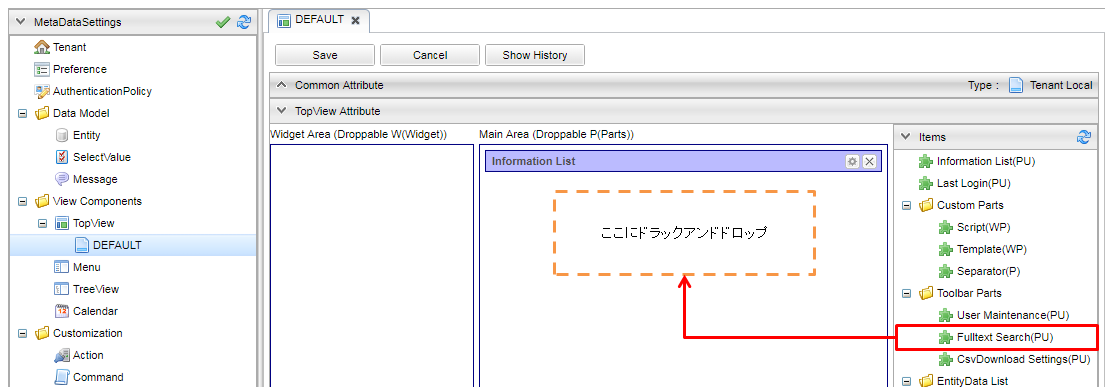 MetaDataSettings
Tenant
Preference
AuthenticationPolicy
Data Model
Entity
SelectValue
Message
View Components
TopView
DEFAULT
Menu
TreeView
Calendar
Customization
Action
Command
DEFAULT
Save Cancel Show History
Common Attribute Type : Tenant Local
TopView Attribute
Widget Area (Droppable W(Widget)) Main Area (Droppable P(Parts))
Information List
ここにドラックアンドドロップ
Items
Information List(PU)
Last Login(PU)
Custom Parts
Script(WP)
Template(WP)
Separator(P)
Toolbar Parts
User Maintenance(PU)
Fulltext Search(PU)
CsvDownload Settings(PU)
EntityData List